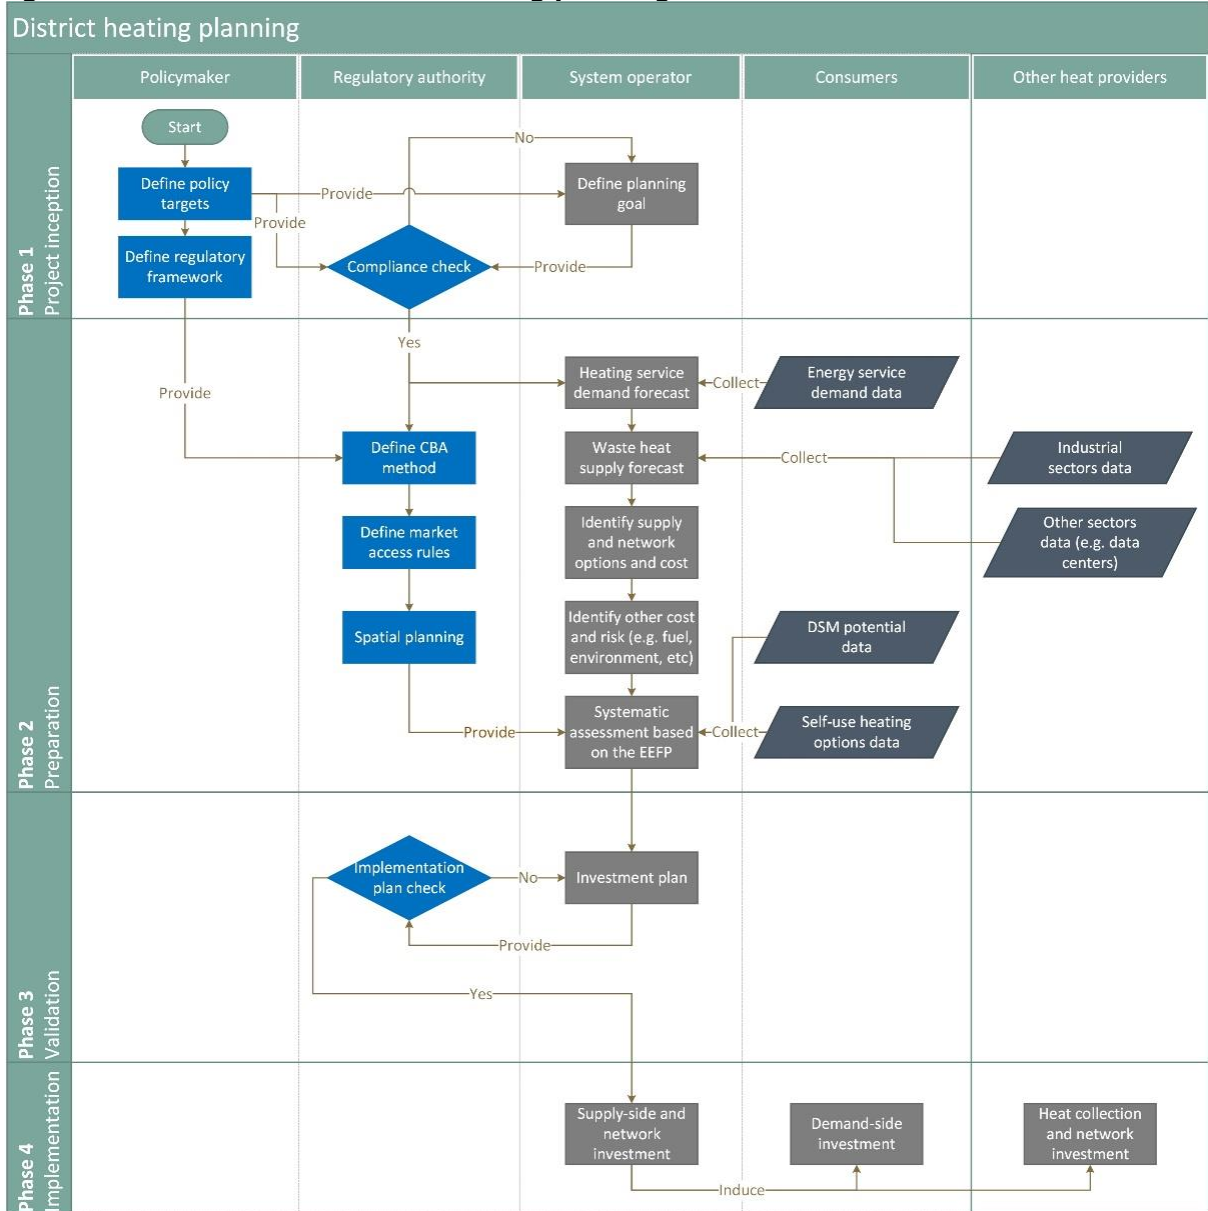 District heating planning
Policymaker
Regulatory authority
System operator
Consumers
Other heat providers
Phase 1
Project inception
Start
No
Define policy
targets
Provide
Define planning
goal
Provide
Define regulatory
framework
Compliance check
Provide
Phase 2
Preparation
Yes
Provide
Heating service
demand forecast
Collect
Energy service
demand data
Define CBA
method
Waste heat
supply forecast
Collect
Industrial
sectors data
Define market
access rules
Identify supply
and network
options and cost
Other sectors
data (e.g. data
centers)
Spatial planning
Identify other cost
and risk (e.g. fuel,
environment, etc)
DSM potential
data
Provide
Systematic
assessment based
on the EEFP
Collect
Self-use heating
options data
Phase 3
Validation
Implementation
plan check
No
Investment plan
Provide
Yes
Phase 4
Implementation
Supply-side and
network
investment
Demand-side
investment
Heat collection
and network
investment
Induce